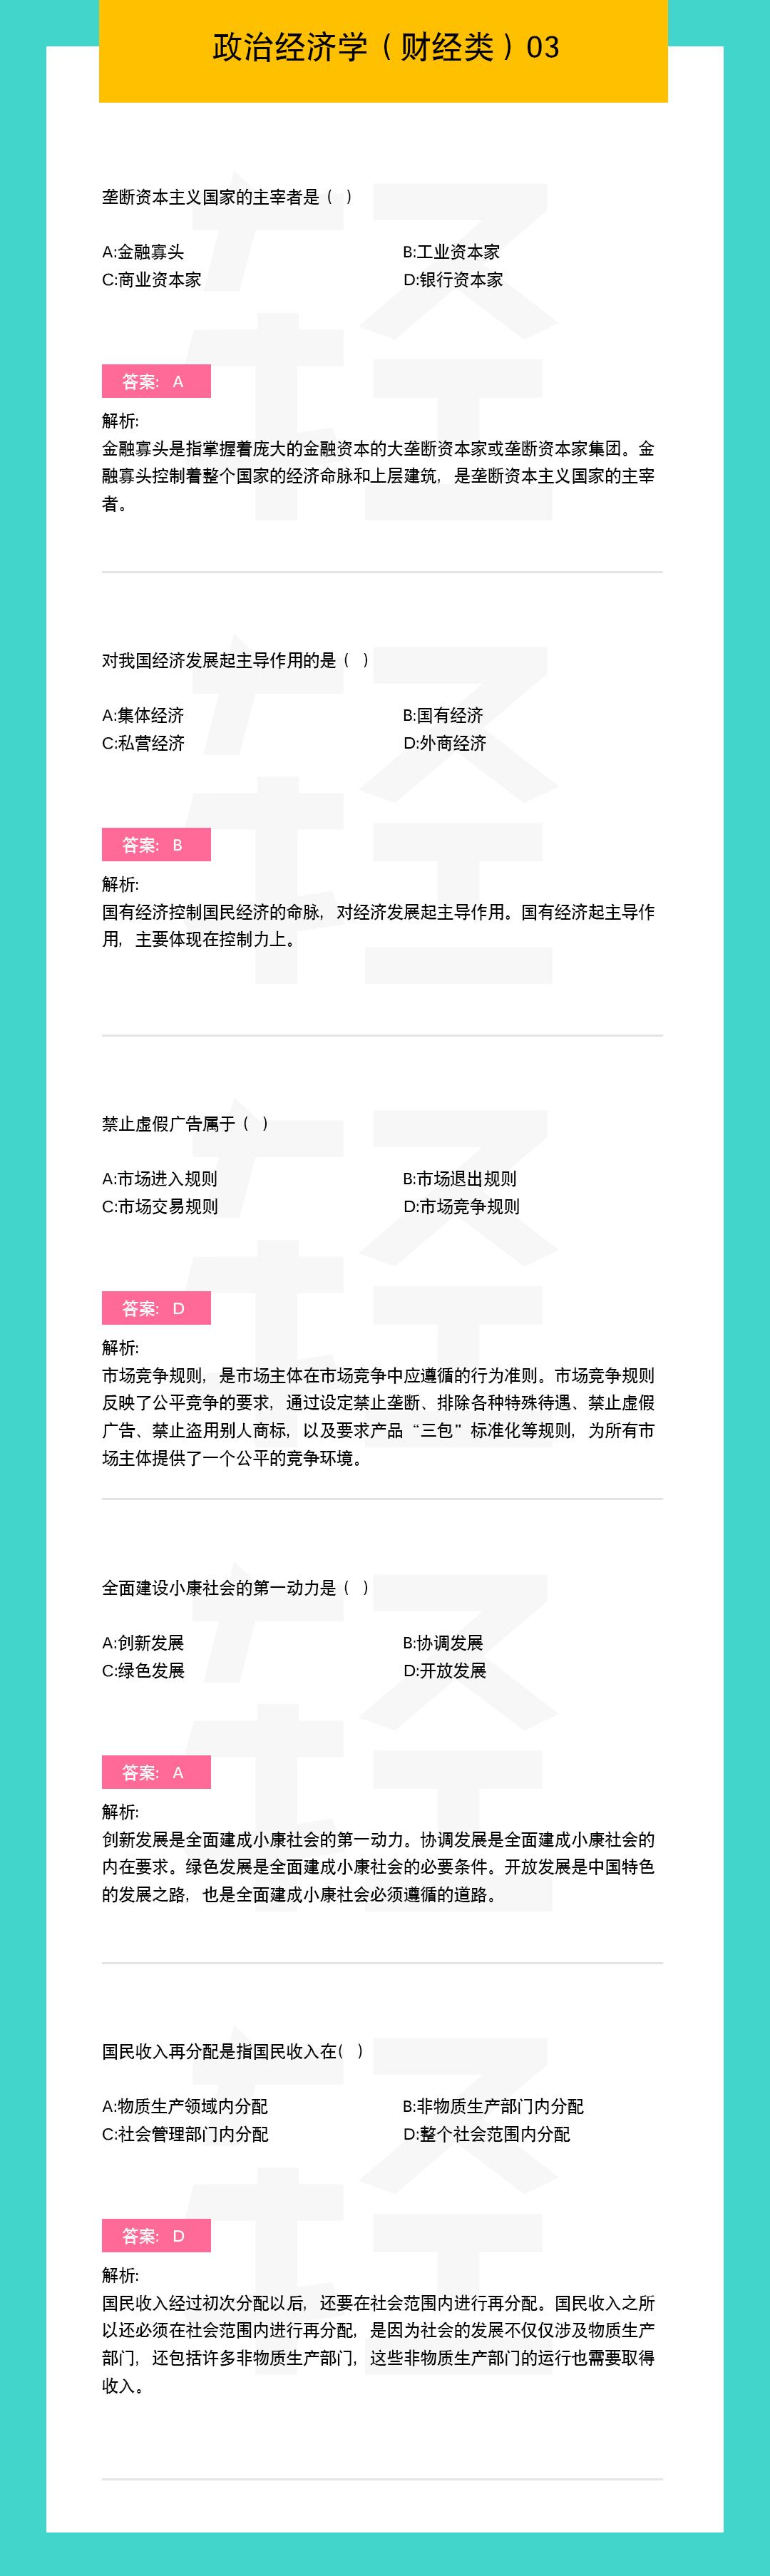 政治经济学（财经类）03
垄断资本主义国家的主宰者是（ ）
A:金融寡头 B:工业资本家
C:商业资本家 D:银行资本家
答案: A
解析:
金融寡头是指掌握着庞大的金融资本的大垄断资本家或垄断资本家集团。金
融寡头控制着整个国家的经济命脉和上层建筑，是垄断资本主义国家的主宰
者。
对我国经济发展起主导作用的是（ ）
A:集体经济 B:国有经济
C:私营经济 D:外商经济
答案: B
解析:
国有经济控制国民经济的命脉，对经济发展起主导作用。国有经济起主导作
用，主要体现在控制力上。
禁止虚假广告属于（ ）
A:市场进入规则 B:市场退出规则
C:市场交易规则 D:市场竞争规则
答案: D
解析:
市场竞争规则，是市场主体在市场竞争中应遵循的行为准则。市场竞争规则
反映了公平竞争的要求，通过设定禁止垄断、排除各种特殊待遇、禁止虚假
广告、禁止盗用别人商标，以及要求产品“三包”标准化等规则，为所有市
场主体提供了一个公平的竞争环境。
全面建设小康社会的第一动力是（ ）
A:创新发展 B:协调发展
C:绿色发展 D:开放发展
答案: A
解析:
创新发展是全面建成小康社会的第一动力。协调发展是全面建成小康社会的
内在要求。绿色发展是全面建成小康社会的必要条件。开放发展是中国特色
的发展之路，也是全面建成小康社会必须遵循的道路。
国民收入再分配是指国民收入在( )
A:物质生产领域内分配 B:非物质生产部门内分配
C:社会管理部门内分配 D:整个社会范围内分配
答案: D
解析:
国民收入经过初次分配以后，还要在社会范围内进行再分配。国民收入之所
以还必须在社会范围内进行再分配，是因为社会的发展不仅仅涉及物质生产
部门，还包括许多非物质生产部门，这些非物质生产部门的运行也需要取得
收入。